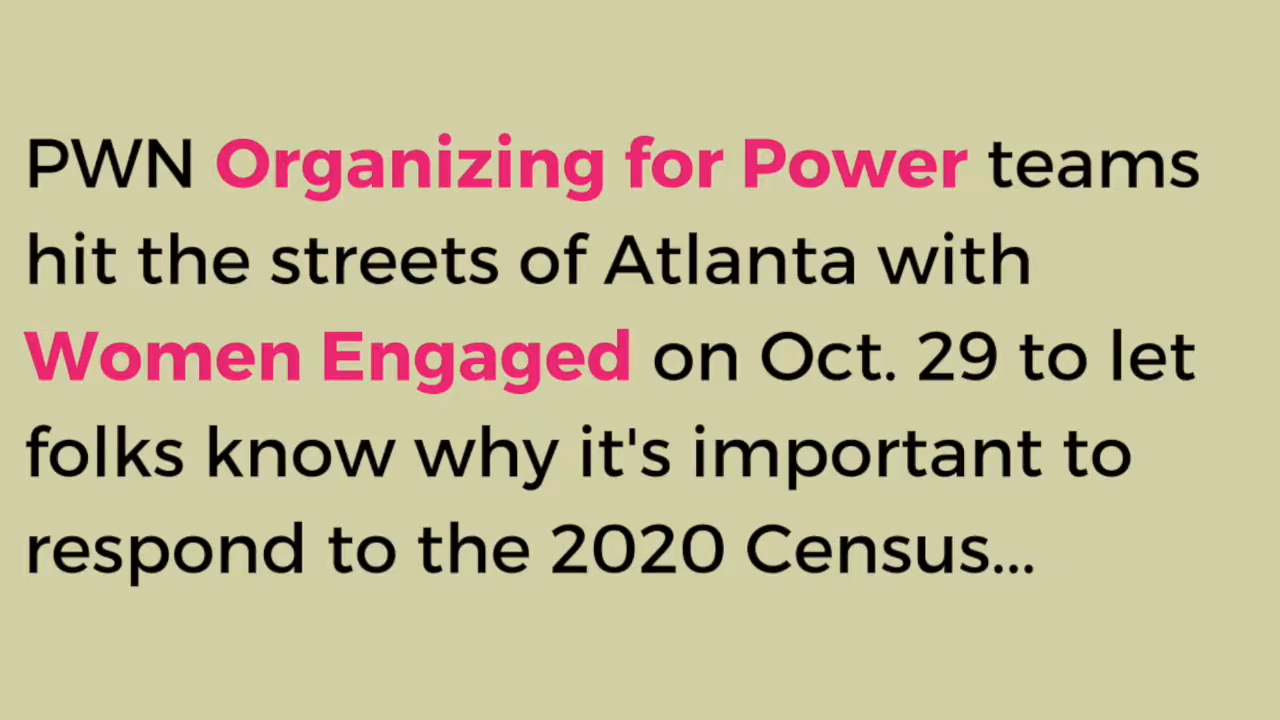 PWN Organizing for Power teams
hit the streets of Atlanta with
Women Engaged on Oct. 29 to let
folks know why it's important to
respond to the 2020 Census...